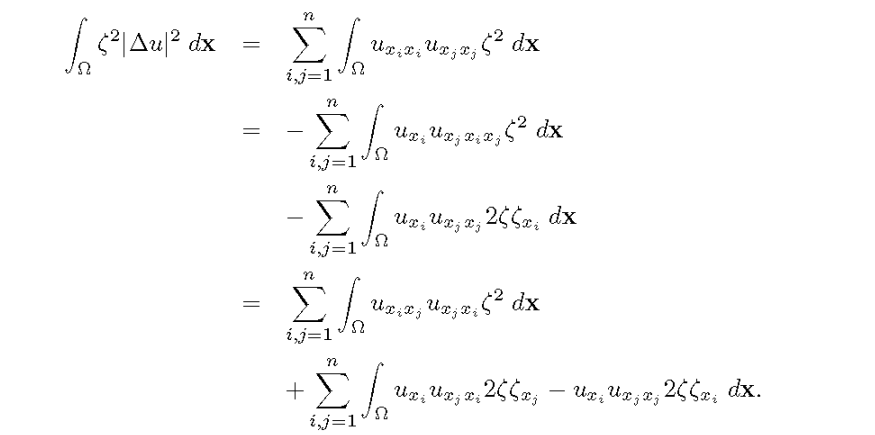 ∫_Ω ζ²|Δu|² d𝐱 = ∑_{i,j=1}^{n} ∫_Ω u_{x_i x_i} u_{x_j x_j} ζ² d𝐱
= − ∑_{i,j=1}^{n} ∫_Ω u_{x_i} u_{x_j x_i x_j} ζ² d𝐱
− ∑_{i,j=1}^{n} ∫_Ω u_{x_i} u_{x_j x_j} 2ζζ_{x_i} d𝐱
= ∑_{i,j=1}^{n} ∫_Ω u_{x_i x_j} u_{x_j x_i} ζ² d𝐱
+ ∑_{i,j=1}^{n} ∫_Ω u_{x_i} u_{x_j x_i} 2ζζ_{x_j} − u_{x_i} u_{x_j x_j} 2ζζ_{x_i} d𝐱.